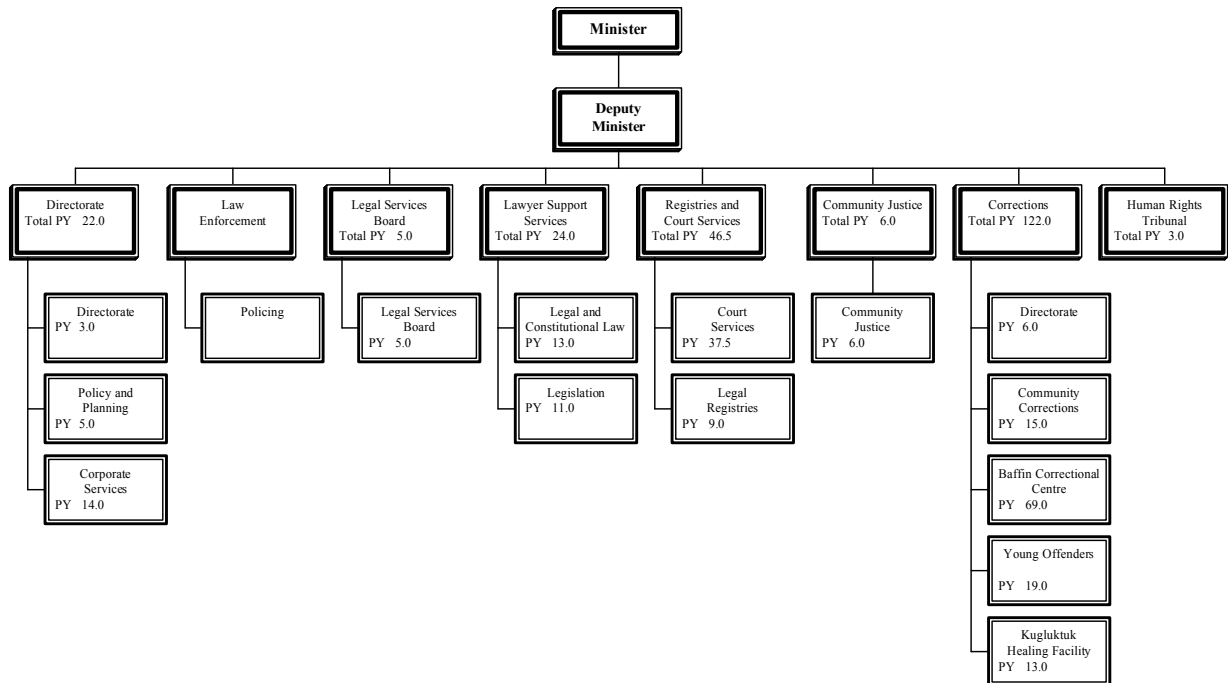 Minister
Deputy
Minister
Directorate
Total PY 22.0
Law
Enforcement
Legal Services
Board
Total PY 5.0
Lawyer Support
Services
Total PY 24.0
Registries and
Court Services
Total PY 46.5
Community Justice
Total PY 6.0
Corrections
Total PY 122.0
Human Rights
Tribunal
Total PY 3.0
Directorate
PY 3.0
Policing
Legal Services
Board
PY 5.0
Legal and
Constitutional Law
PY 13.0
Court
Services
PY 37.5
Community
Justice
PY 6.0
Directorate
PY 6.0
Policy and
Planning
PY 5.0
Legislation
PY 11.0
Legal
Registries
PY 9.0
Community
Corrections
PY 15.0
Corporate
Services
PY 14.0
Baffin Correctional
Centre
PY 69.0
Young Offenders
PY 19.0
Kugluktuk
Healing Facility
PY 13.0